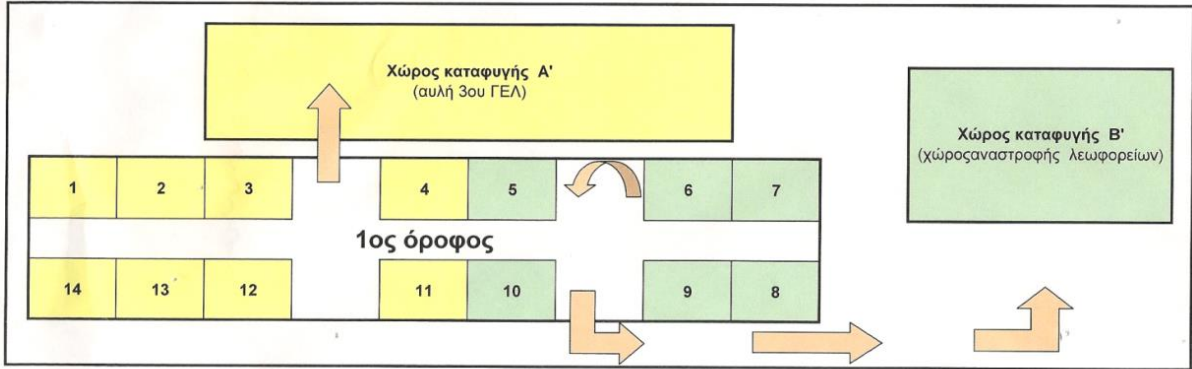 Χώρος καταφυγής Α'
(αυλή 3ου ΓΕΛ)
Χώρος καταφυγής Β'
(χώροςαναστροφής λεωφορείων)
1 2 3 4 5 6 7
1ος όροφος
14 13 12 11 10 9 8